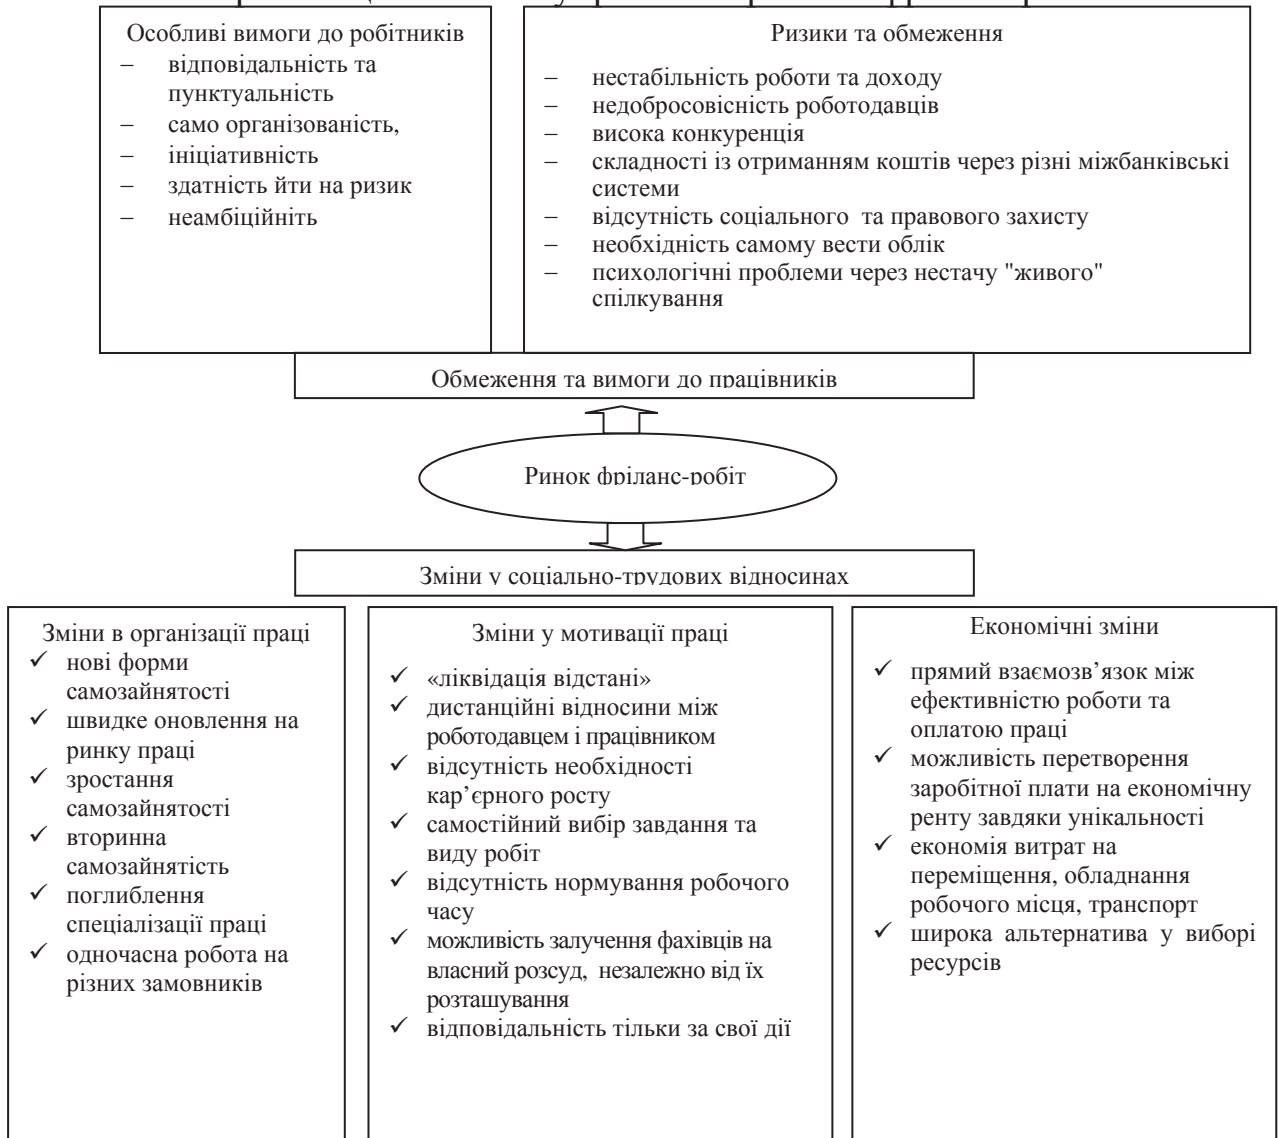 Особливі вимоги до робітників
– відповідальність та
пунктуальність
– само організованість,
– ініціативність
– здатність йти на ризик
– неамбіційніть
Ризики та обмеження
– нестабільність роботи та доходу
– недобросовісність роботодавців
– висока конкуренція
– складності із отриманням коштів через різні міжбанківські
системи
– відсутність соціального та правового захисту
– необхідність самому вести облік
– психологічні проблеми через нестачу "живого"
спілкування
Обмеження та вимоги до працівників
Ринок фріланс-робіт
Зміни у соціально-трудових відносинах
Зміни в організації праці
✓ нові форми
самозайнятості
✓ швидке оновлення на
ринку праці
✓ зростання
самозайнятості
✓ вторинна
самозайнятість
✓ поглиблення
спеціалізації праці
✓ одночасна робота на
різних замовників
Зміни у мотивації праці
✓ «ліквідація відстані»
✓ дистанційні відносини між
роботодавцем і працівником
✓ відсутність необхідності
кар’єрного росту
✓ самостійний вибір завдання та
виду робіт
✓ відсутність нормування робочого
часу
✓ можливість залучення фахівців на
власний розсуд, незалежно від їх
розташування
✓ відповідальність тільки за свої дії
Економічні зміни
✓ прямий взаємозв’язок між
ефективністю роботи та
оплатою праці
✓ можливість перетворення
заробітної плати на економічну
ренту завдяки унікальності
✓ економія витрат на
переміщення, обладнання
робочого місця, транспорт
✓ широка альтернатива у виборі
ресурсів